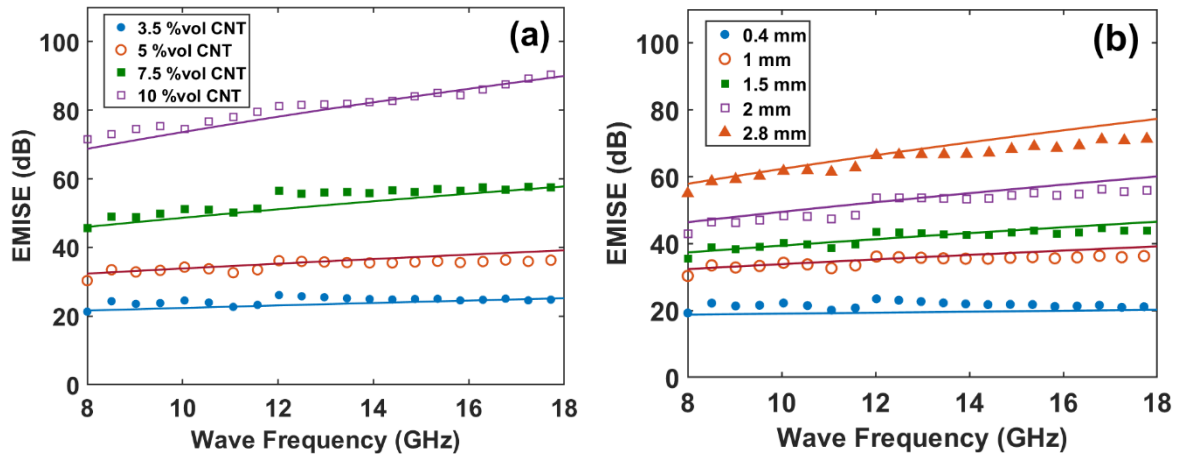 (a)
3.5 %vol CNT
5 %vol CNT
7.5 %vol CNT
10 %vol CNT
EMISE (dB)
100
80
60
40
20
0
8 10 12 14 16 18
Wave Frequency (GHz)
(b)
0.4 mm
1 mm
1.5 mm
2 mm
2.8 mm
EMISE (dB)
100
80
60
40
20
0
8 10 12 14 16 18
Wave Frequency (GHz)